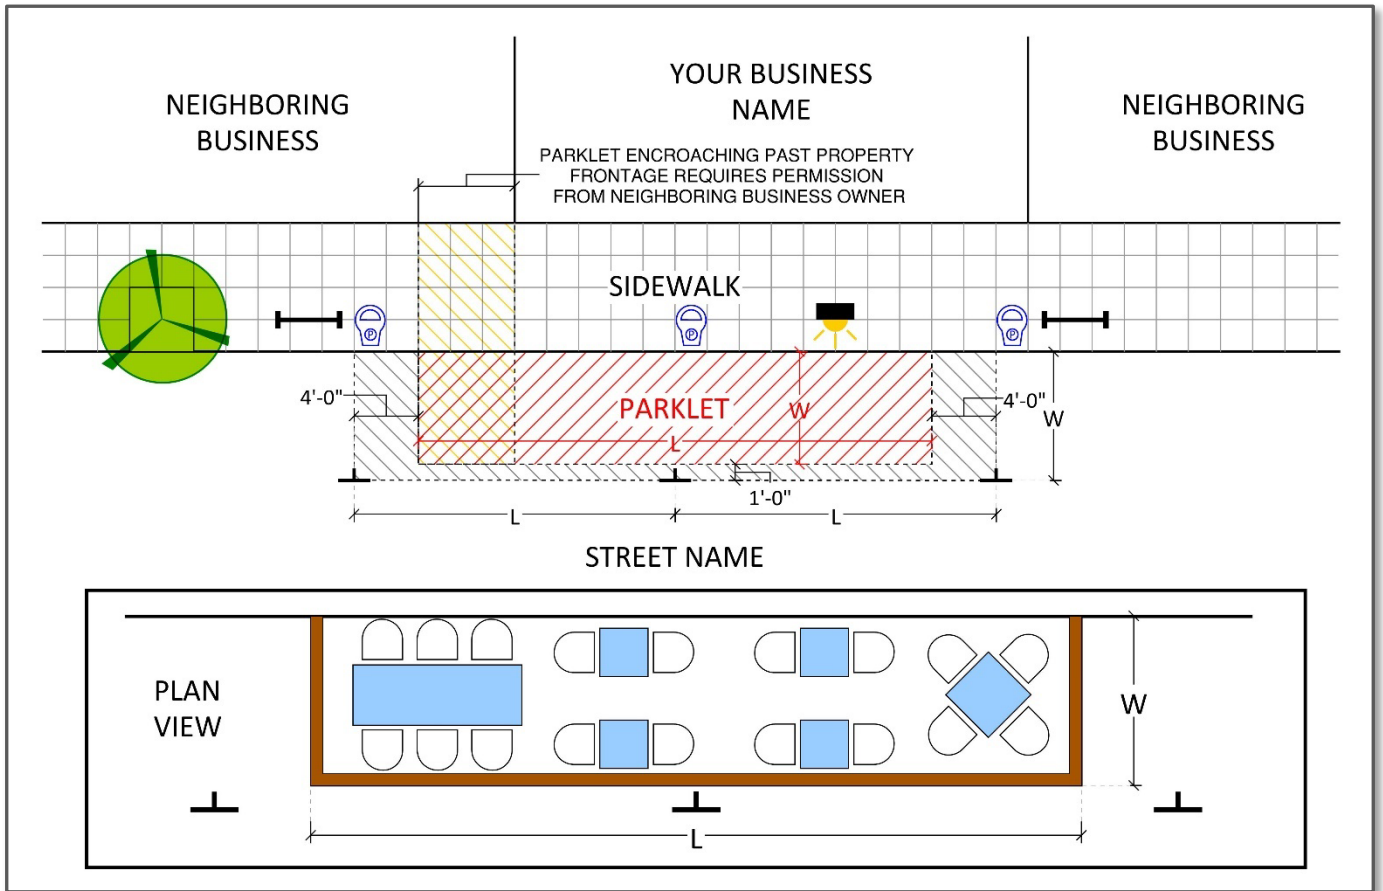 NEIGHBORING
BUSINESS
YOUR BUSINESS
NAME
NEIGHBORING
BUSINESS
PARKLET ENCROACHING PAST PROPERTY
FRONTAGE REQUIRES PERMISSION
FROM NEIGHBORING BUSINESS OWNER
SIDEWALK
P
P
P
4'-0"
PARKLET
W
4'-0"
W
L
1'-0"
L
L
STREET NAME
PLAN
VIEW
W
L